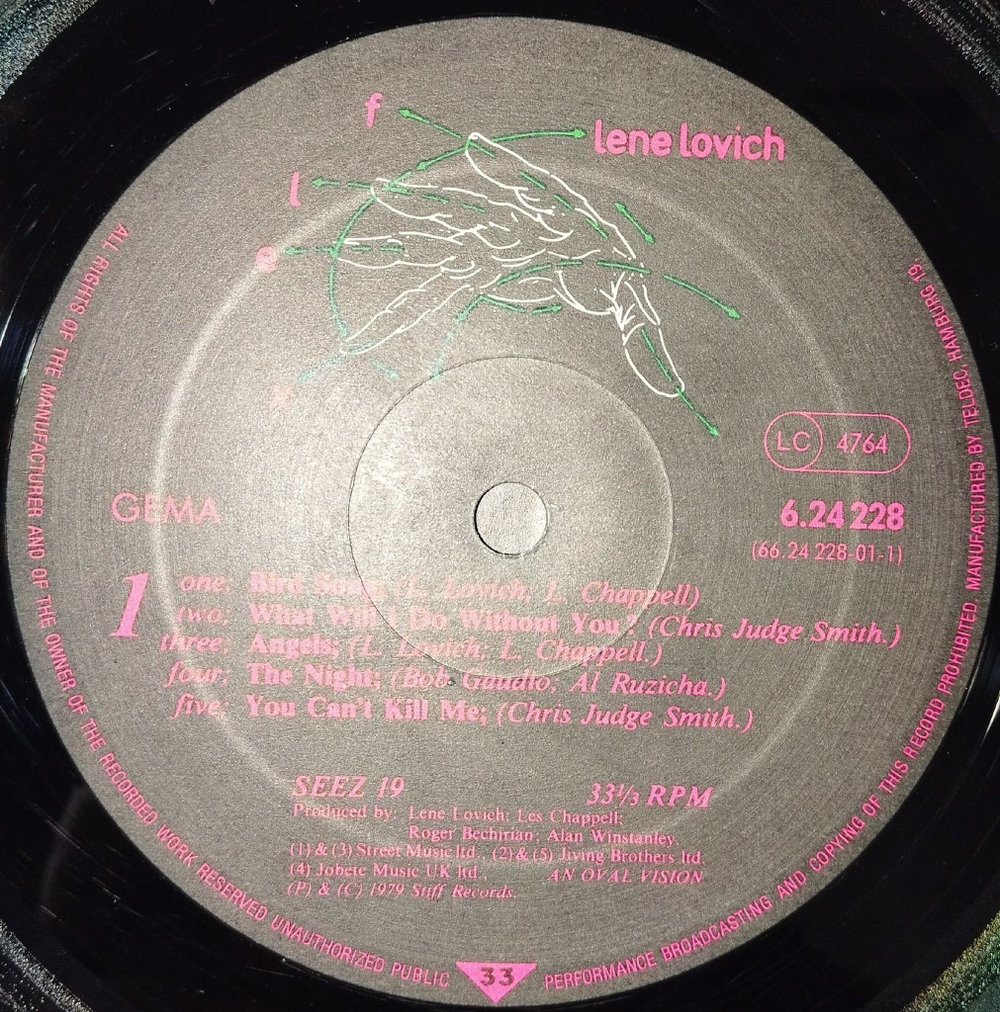 f
lene lovich
l
e
x
LC 4764
GEMA
6.24 228
(66.24 228-01-1)
1
one; Bird Song; (L. Lovich; L. Chappell)
two: What Will I Do Without You? (Chris Judge Smith.)
three: Angels; (L. Lovich; L. Chappell.)
four; The Night; (Bob Gaudio, Al Ruzicha.)
five; You Can't Kill Me; (Chris Judge Smith.)
SEEZ 19 33⅓ RPM
Produced by: Lene Lovich; Les Chappell;
Roger Bechirian; Alan Winstanley.
(1) & (3) Street Music ltd., (2) & (5) Jiving Brothers ltd,
(4) Jobete Music UK ltd., AN OVAL VISION
(P) & (C) 1979 Stiff Records.
ALL RIGHTS OF THE MANUFACTURER AND OF THE OWNER OF THE RECORDED WORK RESERVED UNAUTHORIZED PUBLIC 33 PERFORMANCE BROADCASTING AND COPYING OF THIS RECORD PROHIBITED MANUFACTURED BY TELDEC, HAMBURG 19.